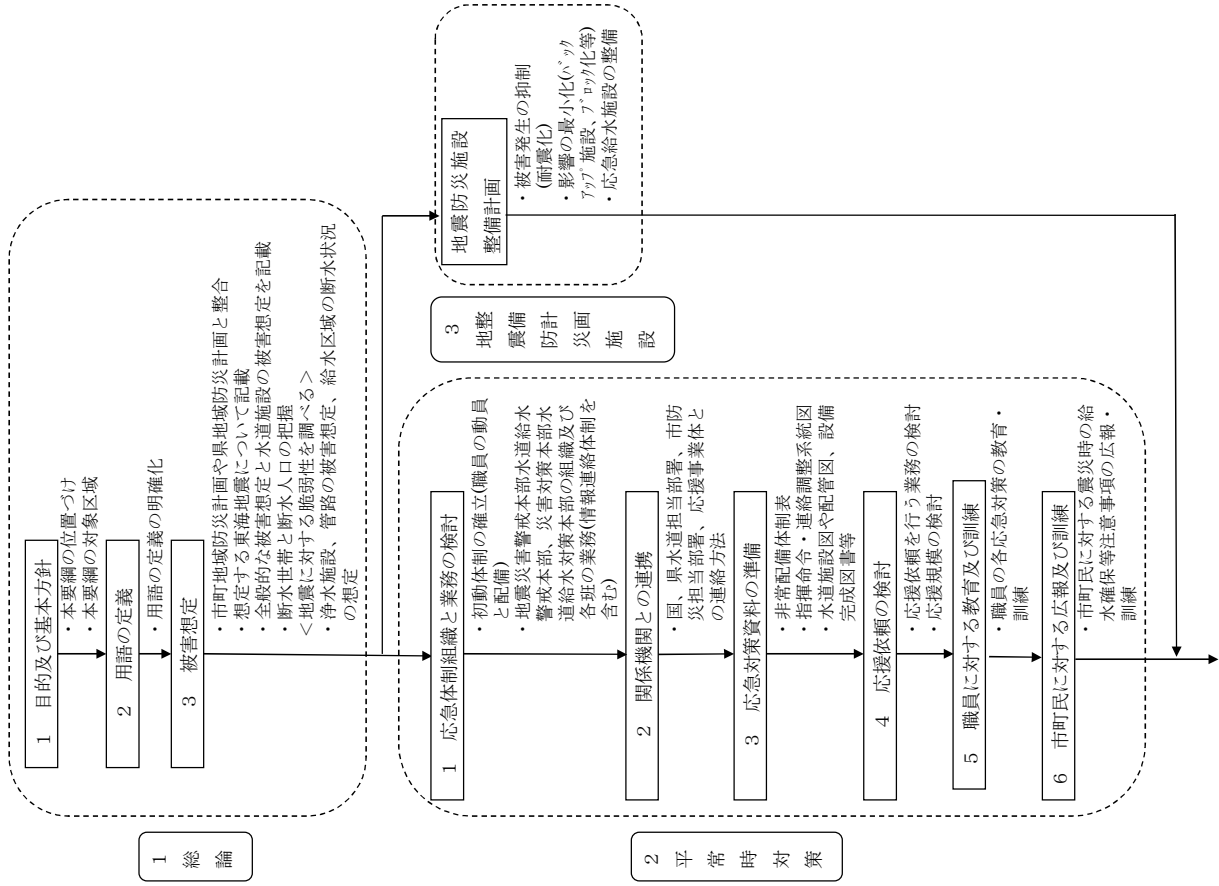 1
総
論
1 目的及び基本方針
・本要綱の位置づけ
・本要綱の対象区域
2 用語の定義
・用語の定義の明確化
3 被害想定
・市町地域防災計画や県地域防災計画と整合
・想定する東海地震について記載
・全般的な被害想定と水道施設の被害想定を記載
・断水世帯と断水人口の把握
<地震に対する脆弱性を調べる>
・浄水施設、管路の被害想定、給水区域の断水状況
の想定
2
平
常
時
対
策
1 応急体制組織と業務の検討
・初動体制の確立(職員の動員
と配備)
・地震災害警戒本部水道給水
警戒本部、災害対策本部水
道給水対策本部の組織及び
各班の業務(情報連絡体制を
含む)
2 関係機関との連携
・国、県水道担当部署、市防
災担当部署、応援事業体と
の連絡方法
3 応急対策資料の準備
・非常配備体制表
・指揮命令・連絡調整系統図
・水道施設図や配管図、設備
完成図書等
4 応援依頼の検討
・応援依頼を行う業務の検討
・応援規模の検討
5 職員に対する教育及び訓練
・職員の各応急対策の教育・
訓練
6 市町民に対する広報及び訓練
・市町民に対する震災時の給
水確保等注意事項の広報・
訓練
3
地整
震備
防計
災画
施
設
地震防災施設
整備計画
・被害発生の抑制
(耐震化)
・影響の最小化(ﾊﾞｯｸ
ｱｯﾌﾟ施設、ﾌﾞﾛｯｸ化等)
・応急給水施設の整備